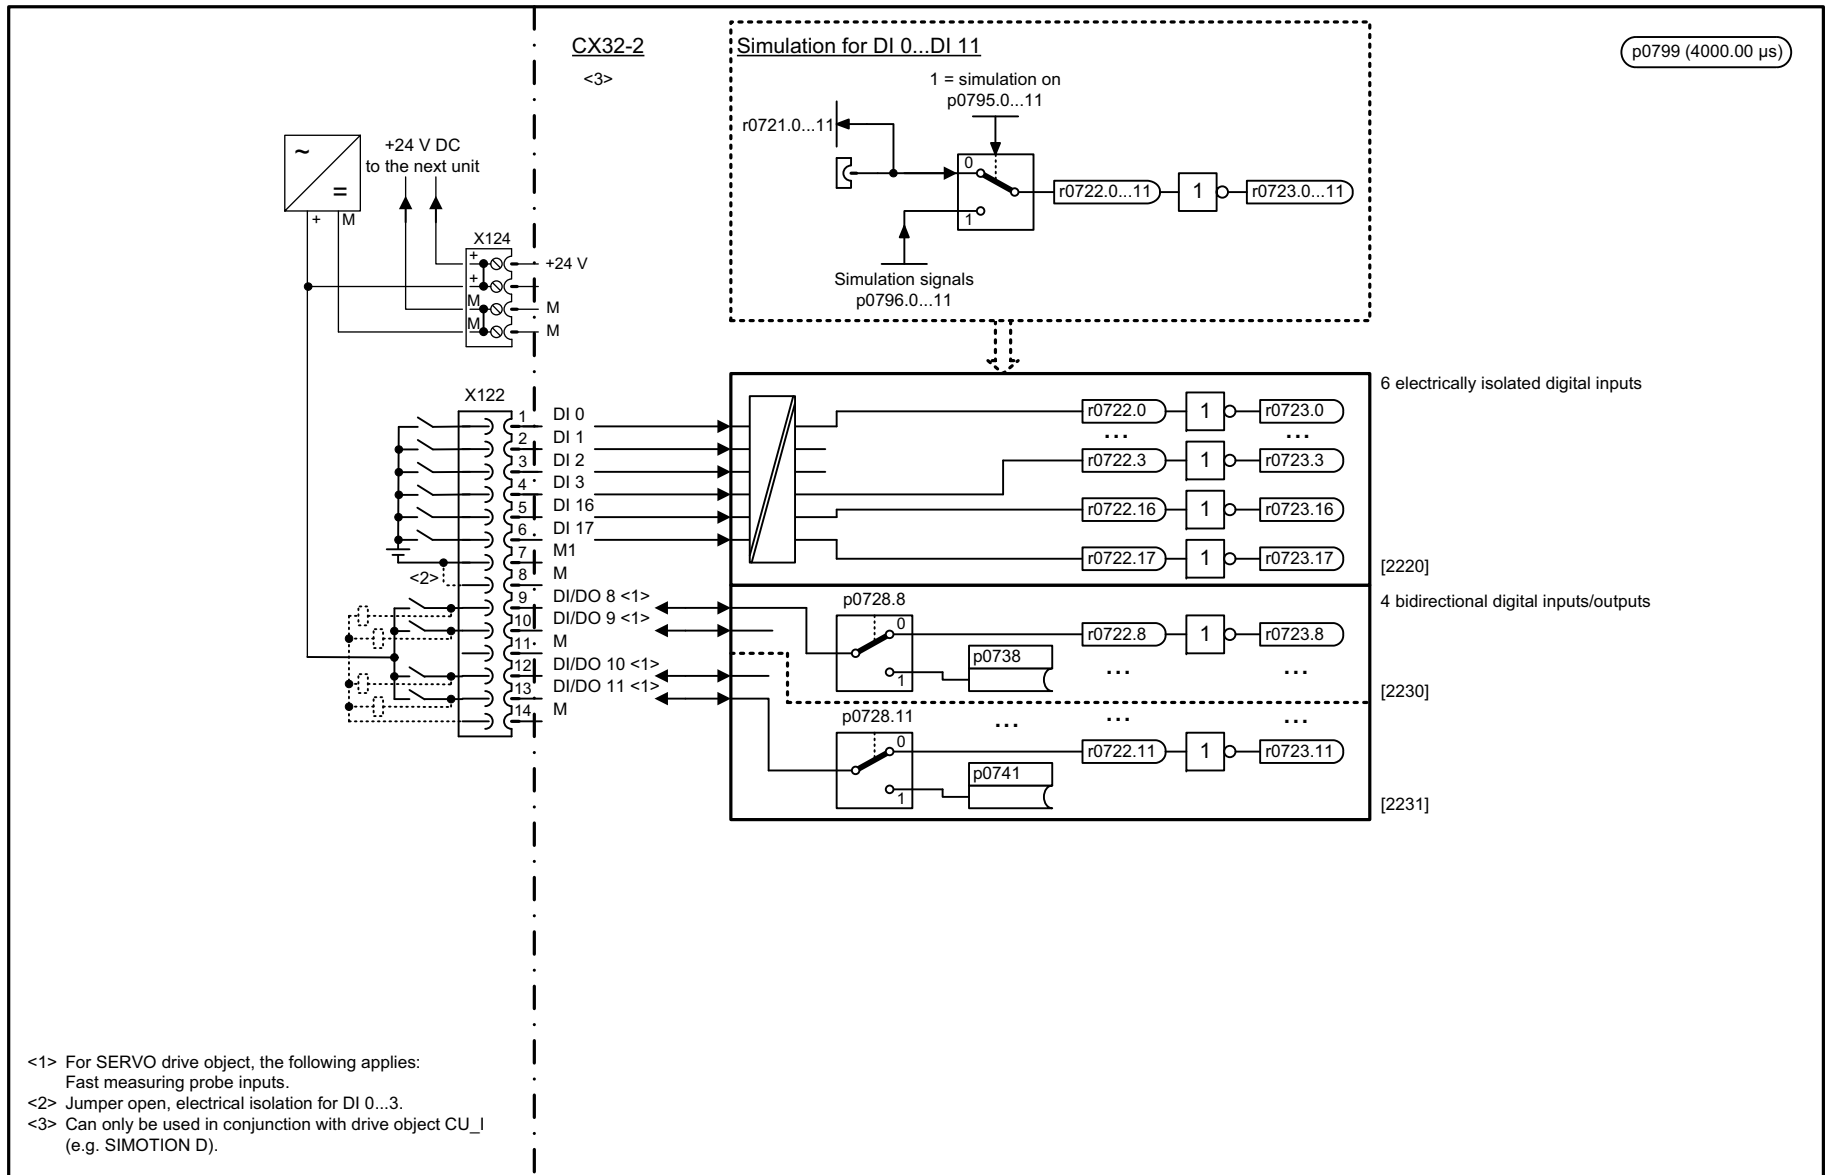 CX32-2
<3>
Simulation for DI 0...DI 11
p0799 (4000.00 µs)
1 = simulation on
p0795.0...11
r0721.0...11
0
1
r0722.0...11
1
r0723.0...11
Simulation signals
p0796.0...11
~
=
+
M
+24 V DC
to the next unit
X124
+
+24 V
+
M
M
M
M
6 electrically isolated digital inputs
X122
1
DI 0
2
DI 1
3
DI 2
4
DI 3
5
DI 16
6
DI 17
7
M1
8
M
<2>
9
DI/DO 8 <1>
10
DI/DO 9 <1>
11
M
12
DI/DO 10 <1>
13
DI/DO 11 <1>
14
M
r0722.0
1
r0723.0
...
...
r0722.3
1
r0723.3
r0722.16
1
r0723.16
r0722.17
1
r0723.17
[2220]
4 bidirectional digital inputs/outputs
p0728.8
0
1
r0722.8
1
r0723.8
p0738
...
...
[2230]
p0728.11
...
...
...
0
1
r0722.11
1
r0723.11
p0741
[2231]
<1> For SERVO drive object, the following applies:
Fast measuring probe inputs.
<2> Jumper open, electrical isolation for DI 0...3.
<3> Can only be used in conjunction with drive object CU_I
(e.g. SIMOTION D).